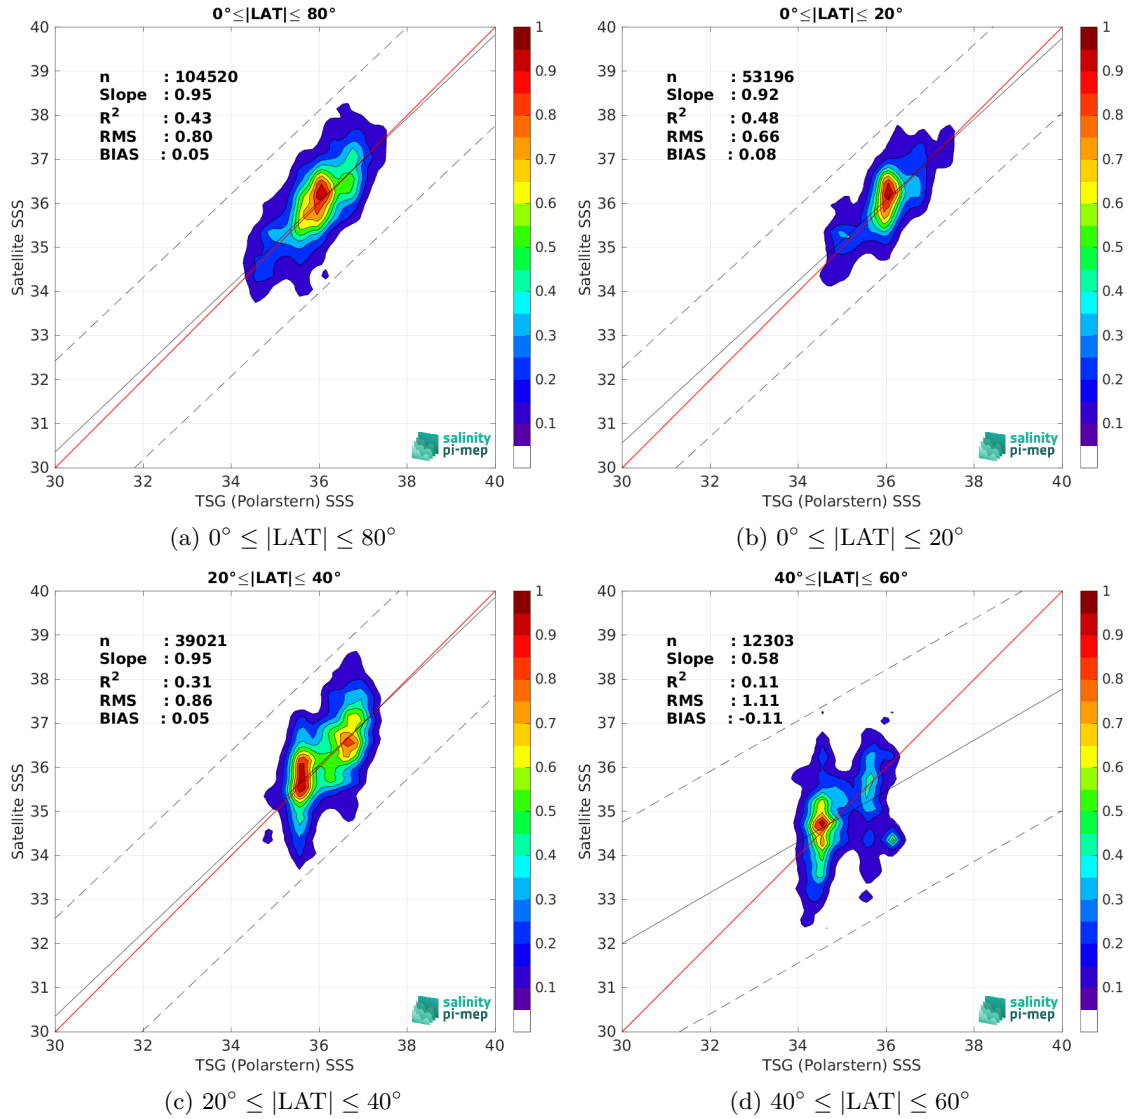 0°≤|LAT|≤ 80°
n : 104520
Slope : 0.95
R² : 0.43
RMS : 0.80
BIAS : 0.05
40
39
38
37
36
35
34
33
32
31
30
Satellite SSS
30 32 34 36 38 40
TSG (Polarstern) SSS
1
0.9
0.8
0.7
0.6
0.5
0.4
0.3
0.2
0.1
salinity
pi-mep
(a) 0° ≤ |LAT| ≤ 80°
0°≤|LAT|≤ 20°
n : 53196
Slope : 0.92
R² : 0.48
RMS : 0.66
BIAS : 0.08
40
39
38
37
36
35
34
33
32
31
30
Satellite SSS
30 32 34 36 38 40
TSG (Polarstern) SSS
1
0.9
0.8
0.7
0.6
0.5
0.4
0.3
0.2
0.1
salinity
pi-mep
(b) 0° ≤ |LAT| ≤ 20°
20°≤|LAT|≤ 40°
n : 39021
Slope : 0.95
R² : 0.31
RMS : 0.86
BIAS : 0.05
40
39
38
37
36
35
34
33
32
31
30
Satellite SSS
30 32 34 36 38 40
TSG (Polarstern) SSS
1
0.9
0.8
0.7
0.6
0.5
0.4
0.3
0.2
0.1
salinity
pi-mep
(c) 20° ≤ |LAT| ≤ 40°
40°≤|LAT|≤ 60°
n : 12303
Slope : 0.58
R² : 0.11
RMS : 1.11
BIAS : -0.11
40
39
38
37
36
35
34
33
32
31
30
Satellite SSS
30 32 34 36 38 40
TSG (Polarstern) SSS
1
0.9
0.8
0.7
0.6
0.5
0.4
0.3
0.2
0.1
salinity
pi-mep
(d) 40° ≤ |LAT| ≤ 60°